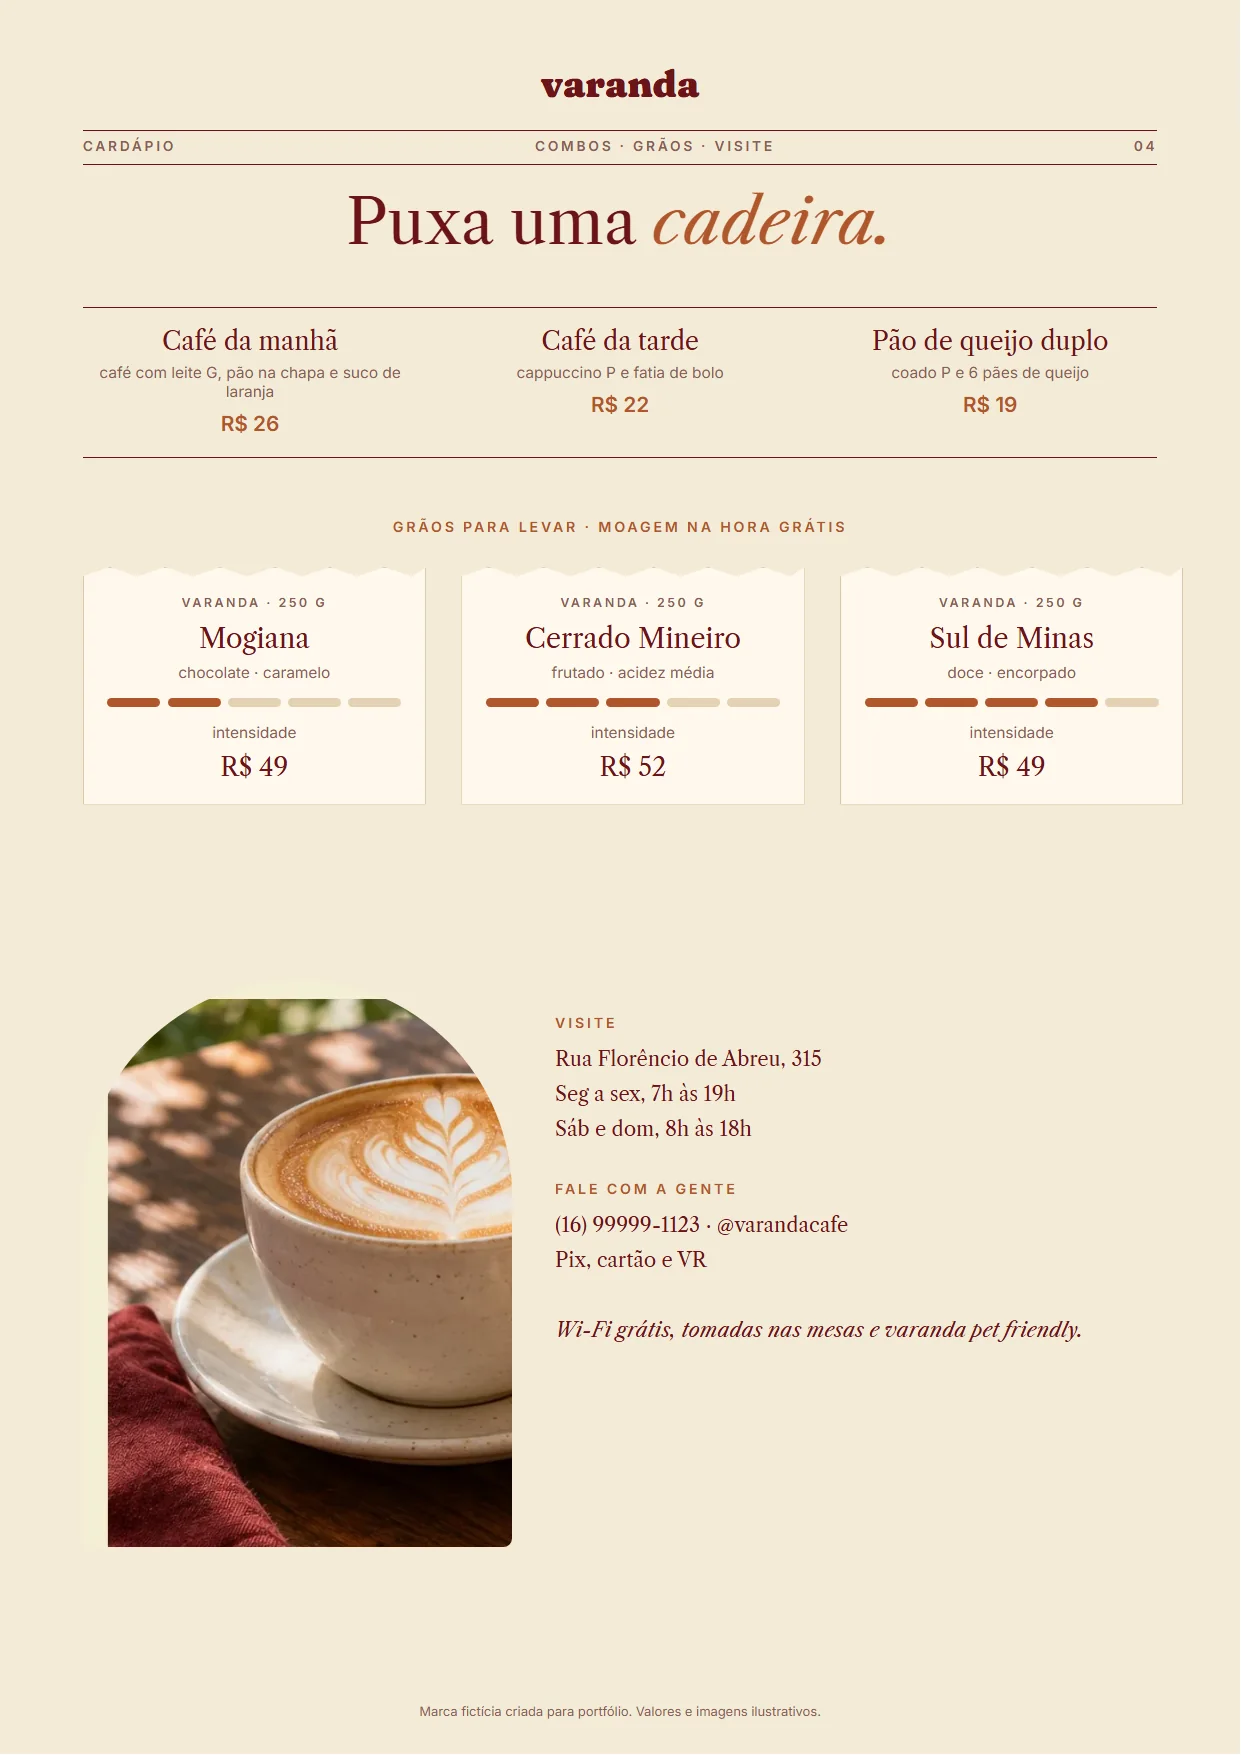 varanda
CARDÁPIO
COMBOS · GRÃOS · VISITE
04
Puxa uma cadeira.
Café da manhã
café com leite G, pão na chapa e suco de
laranja
R$ 26
Café da tarde
cappuccino P e fatia de bolo
R$ 22
Pão de queijo duplo
coado P e 6 pães de queijo
R$ 19
GRÃOS PARA LEVAR · MOAGEM NA HORA GRÁTIS
VARANDA · 250 G
Mogiana
chocolate · caramelo
intensidade
R$ 49
VARANDA · 250 G
Cerrado Mineiro
frutado · acidez média
intensidade
R$ 52
VARANDA · 250 G
Sul de Minas
doce · encorpado
intensidade
R$ 49
VISITE
Rua Florêncio de Abreu, 315
Seg a sex, 7h às 19h
Sáb e dom, 8h às 18h
FALE COM A GENTE
(16) 99999-1123 · @varandacafe
Pix, cartão e VR
Wi-Fi grátis, tomadas nas mesas e varanda pet friendly.
Marca fictícia criada para portfólio. Valores e imagens ilustrativos.